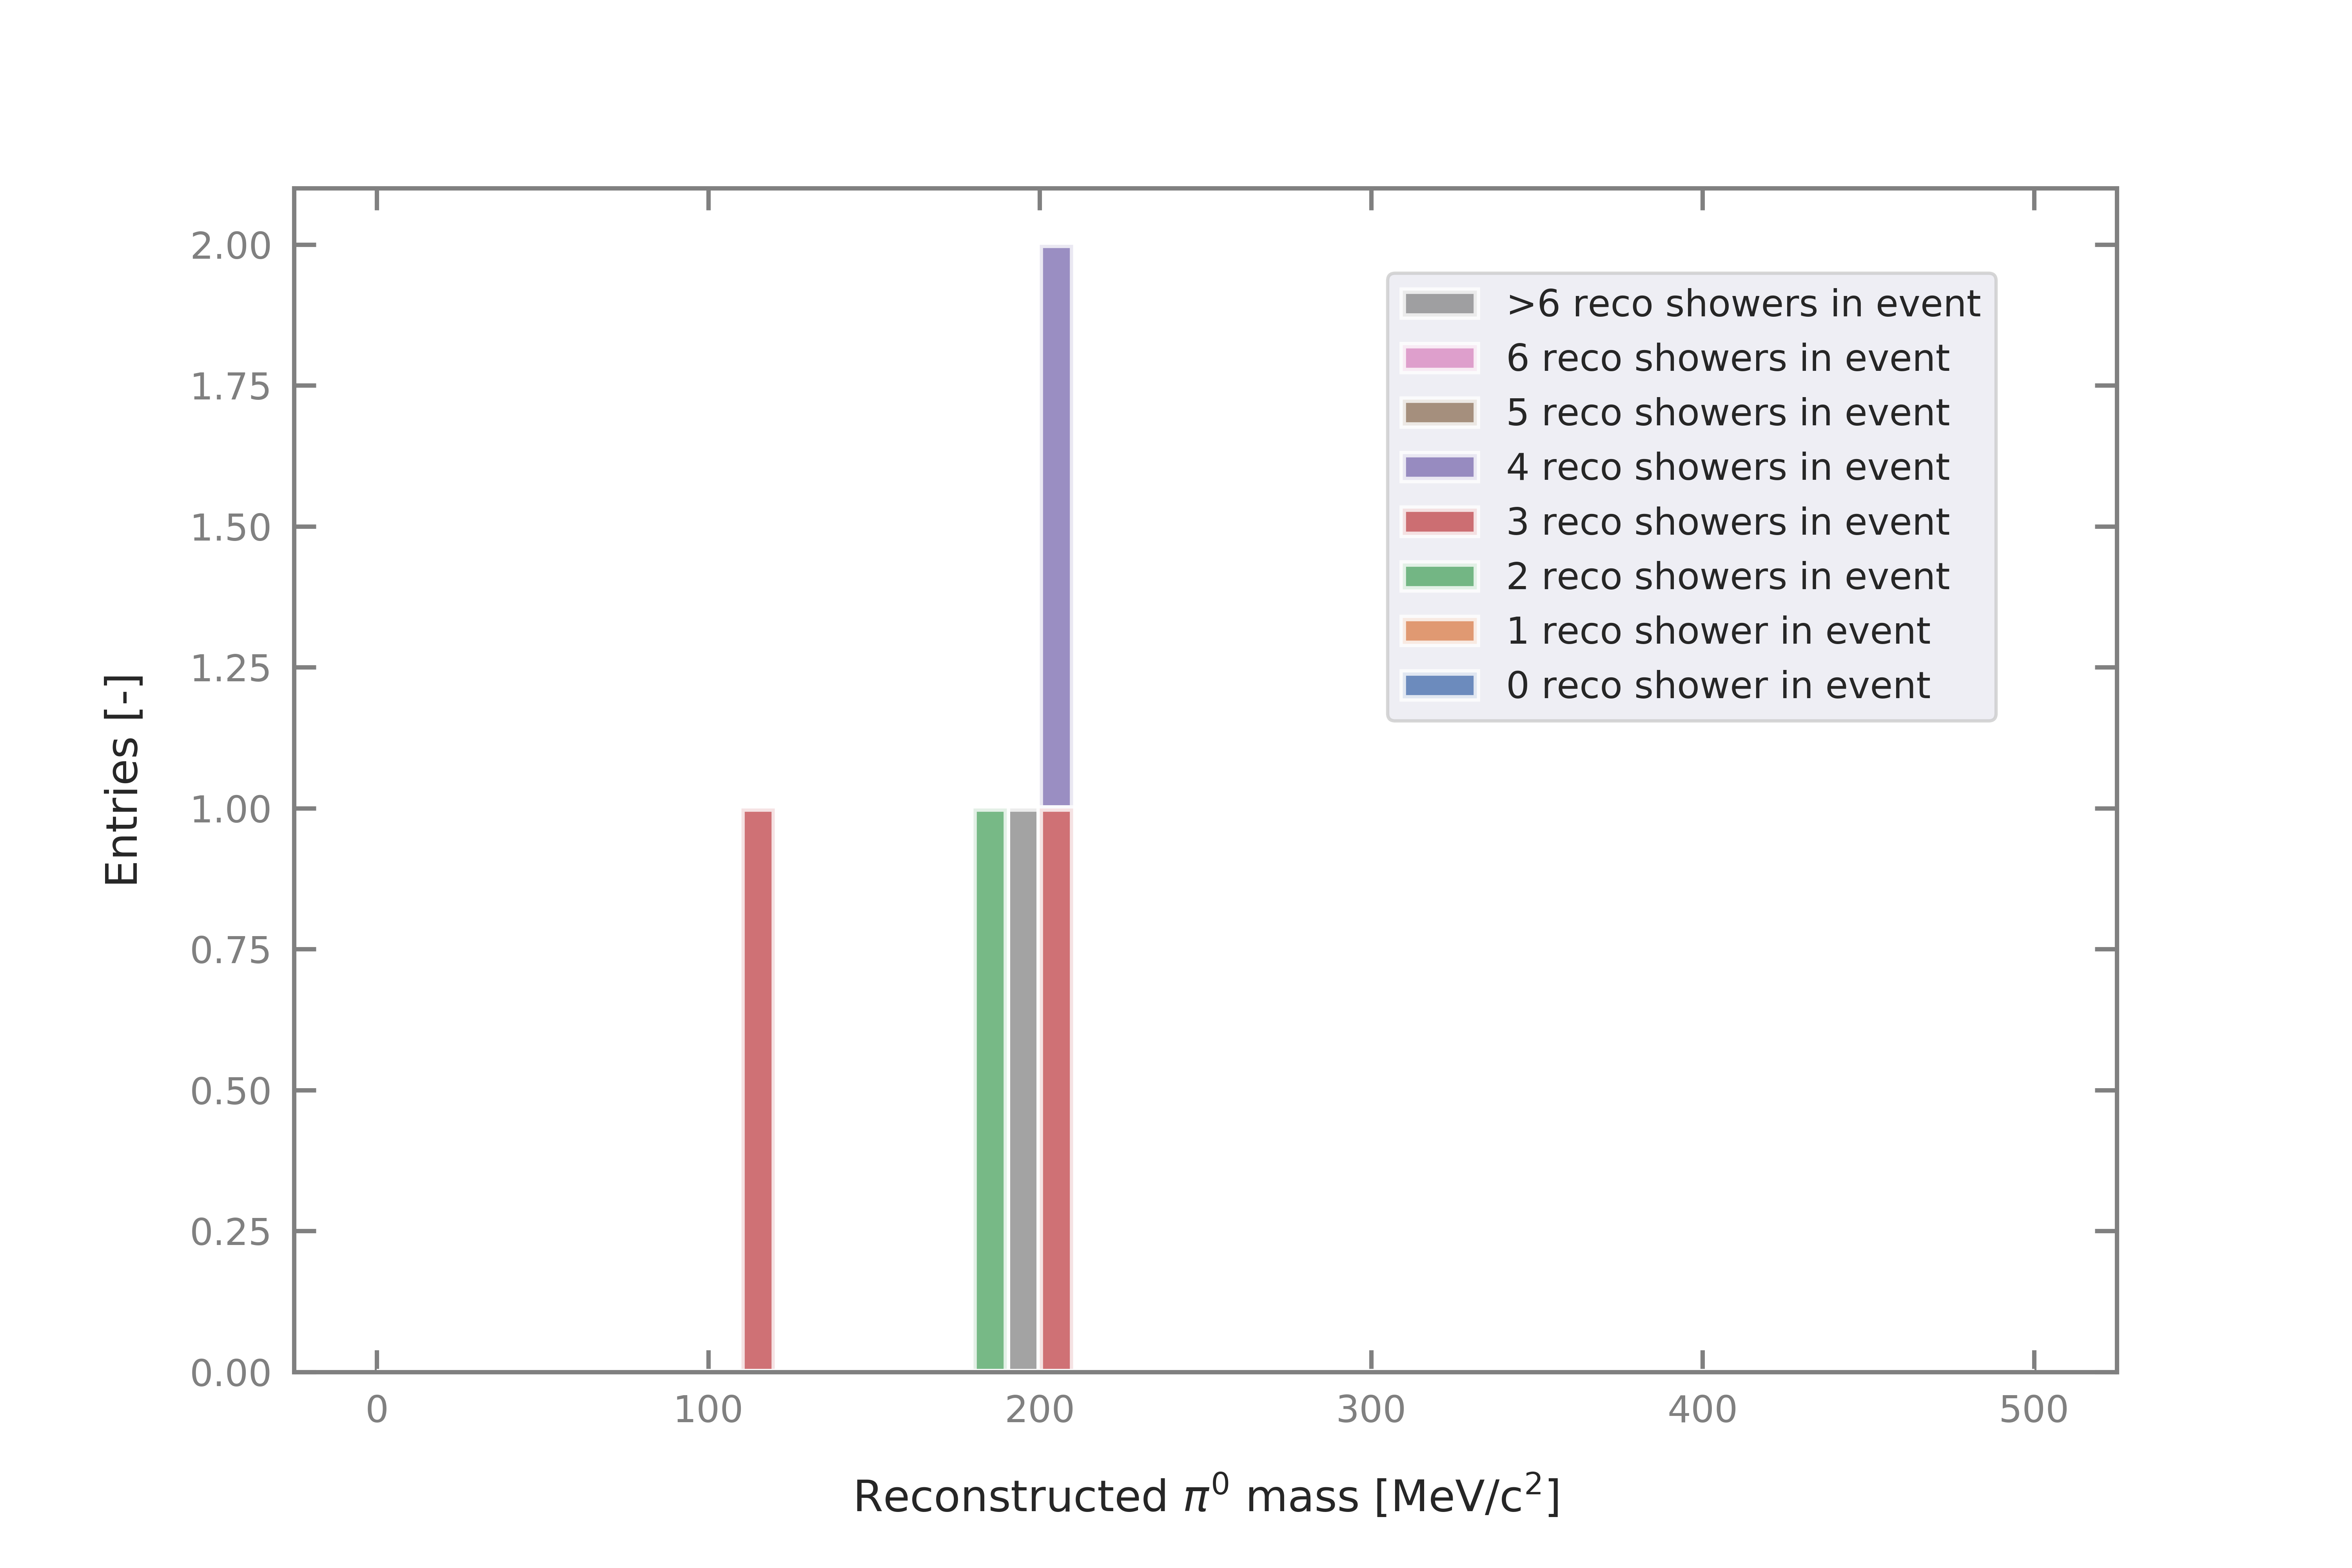 2.00
1.75
1.50
1.25
1.00
0.75
0.50
0.25
0.00
Entries [-]
>6 reco showers in event
6 reco showers in event
5 reco showers in event
4 reco showers in event
3 reco showers in event
2 reco showers in event
1 reco shower in event
0 reco shower in event
0 100 200 300 400 500
Reconstructed π⁰ mass [MeV/c²]